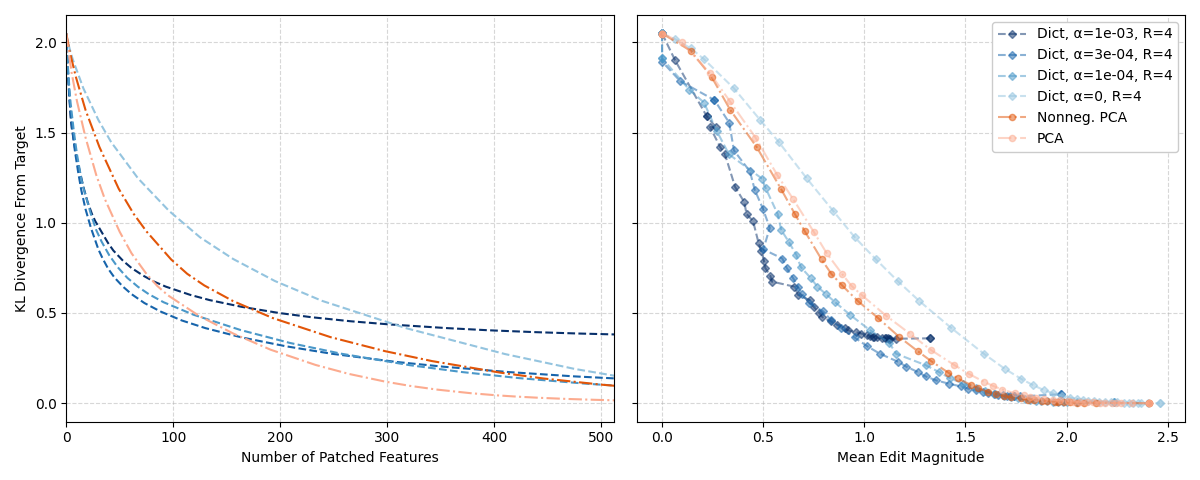 KL Divergence From Target
2.0
1.5
1.0
0.5
0.0
0
100
200
300
400
500
Number of Patched Features
Dict, α=1e-03, R=4
Dict, α=3e-04, R=4
Dict, α=1e-04, R=4
Dict, α=0, R=4
Nonneg. PCA
PCA
0.0
0.5
1.0
1.5
2.0
2.5
Mean Edit Magnitude